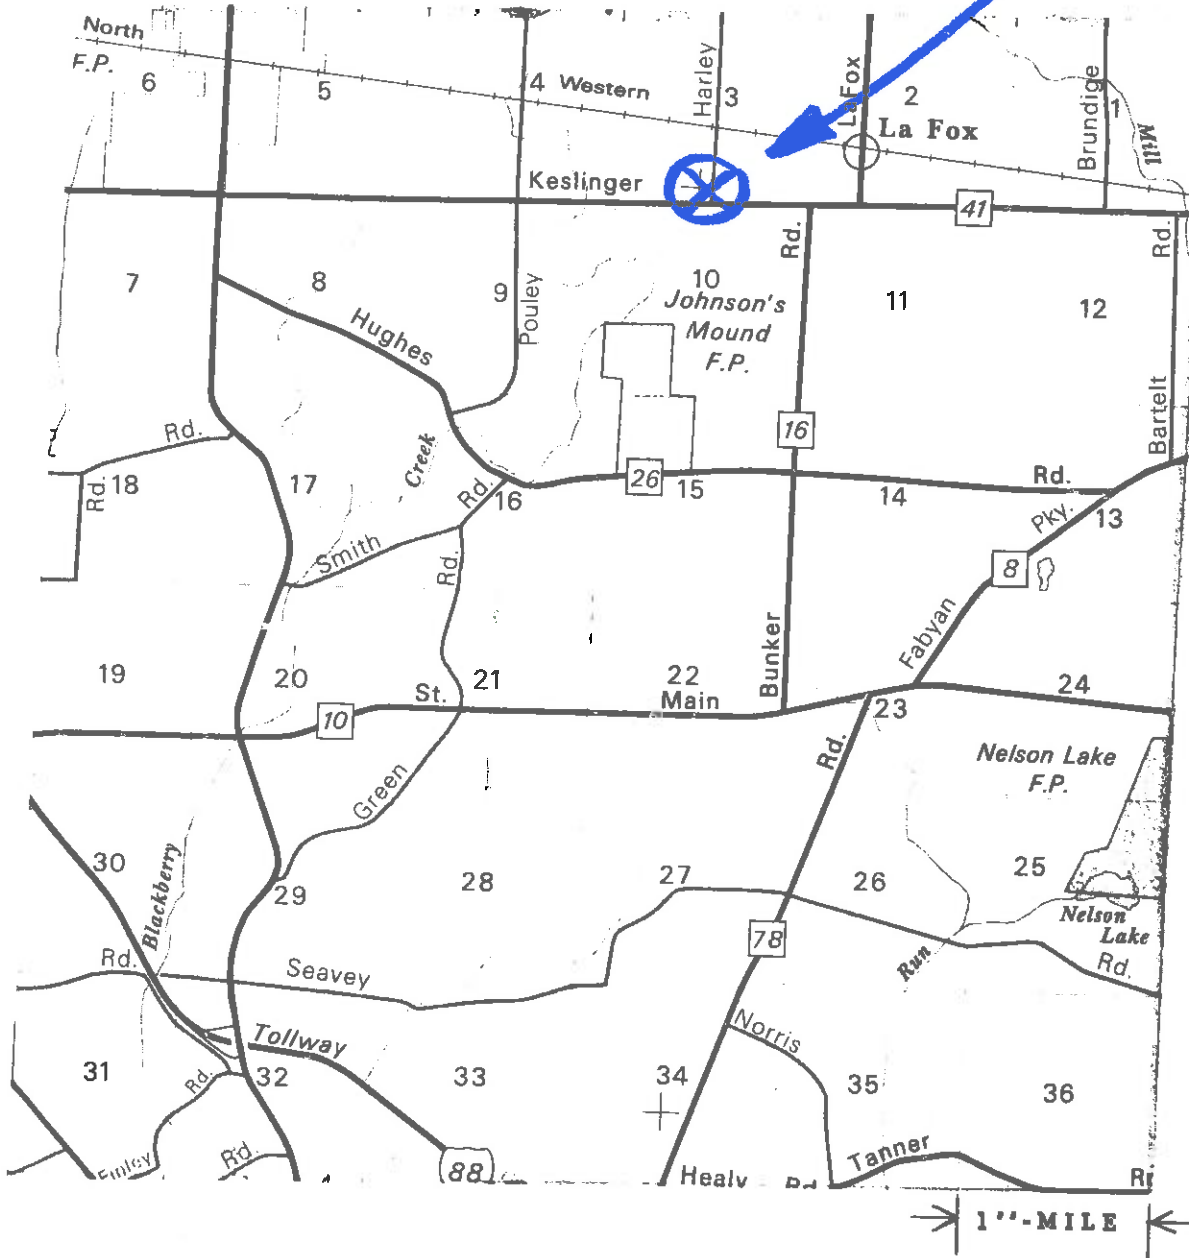 North
F.P.
6
5
4
Western
Harley
3
LaFox
2
Brundige
1
La Fox
Mill
Keslinger
41
Rd.
Rd.
7
8
9
Pouley
10
Johnson's
Mound
F.P.
11
12
Hughes
Bartelt
16
Rd.
Creek
Rd.
18
17
Rd.
16
26
15
14
Rd.
Pky.
13
Smith
Rd.
8
Fabyan
Bunker
19
20
St.
21
22
Main
24
10
23
Rd.
Nelson Lake
F.P.
Green
30
Blackberry
29
28
27
26
25
Nelson
Lake
78
Run
Rd.
Rd.
Seavey
Tollway
Norris
31
Rd.
32
33
34
35
36
Finley
Rd.
88
Healy Rd.
Tanner
1"-MILE